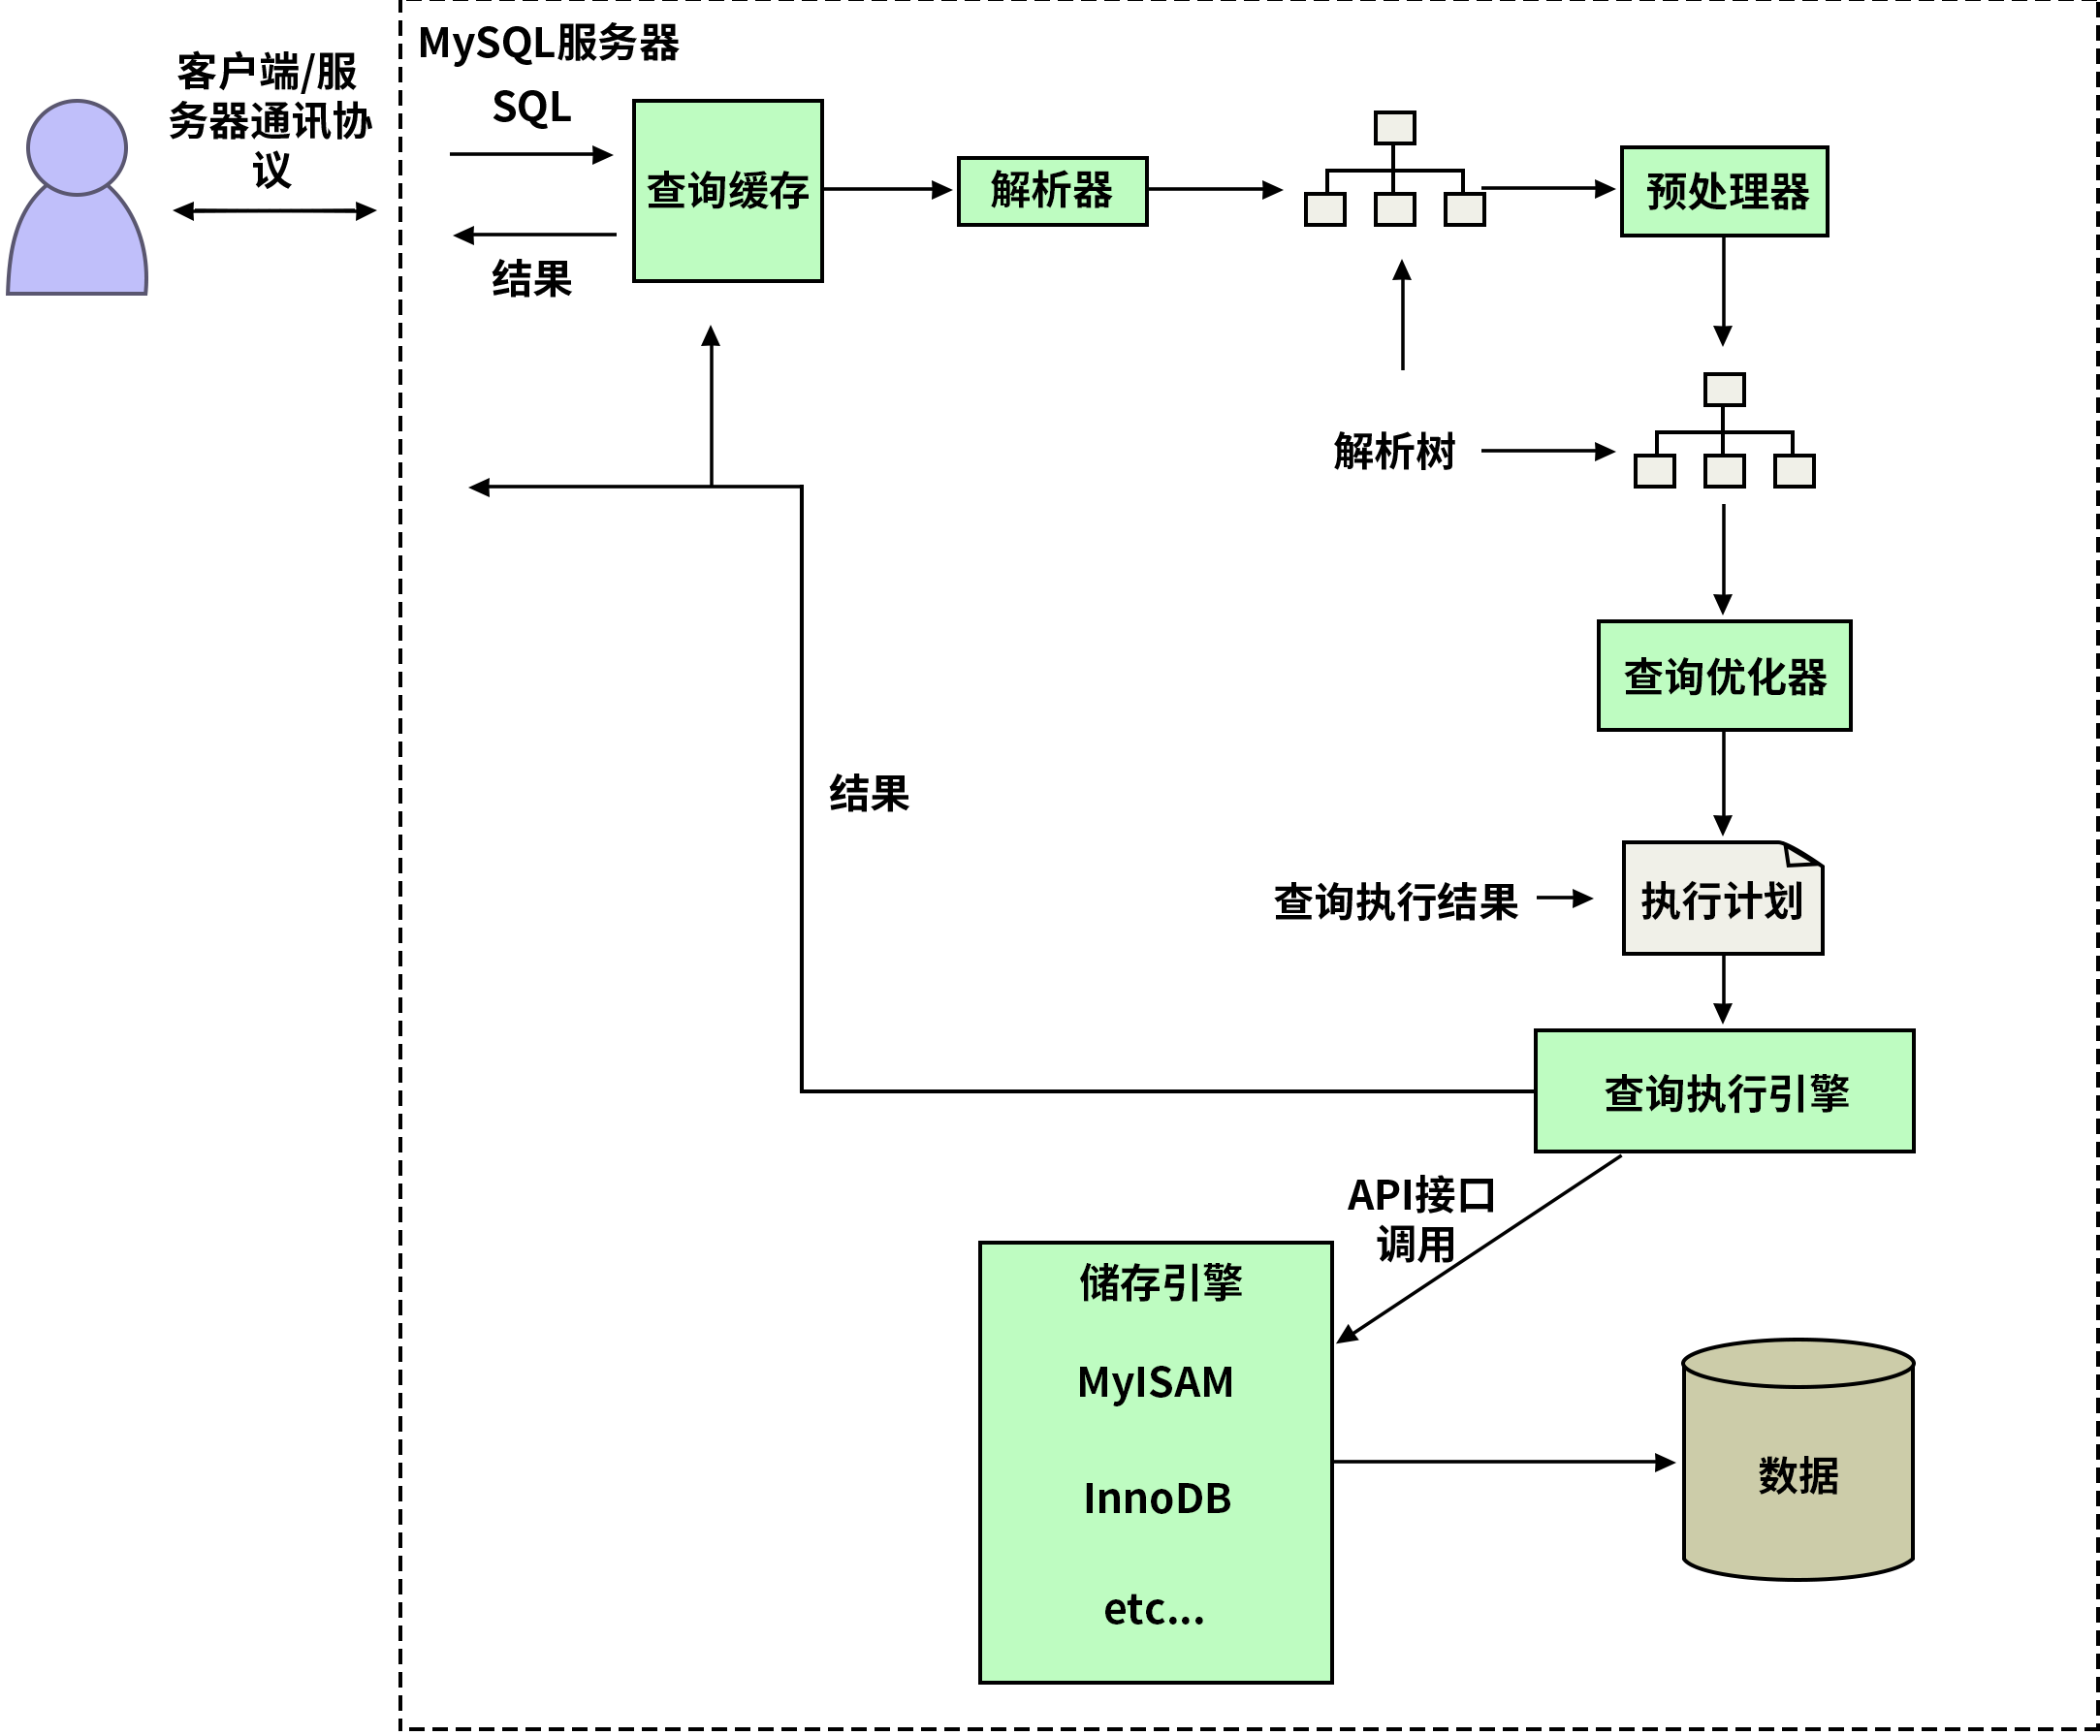 MySQL服务器
客户端/服
务器通讯协
议
SQL
结果
查询缓存
解析器
预处理器
解析树
查询优化器
结果
查询执行结果
执行计划
查询执行引擎
API接口
调用
储存引擎
MyISAM
InnoDB
etc...
数据